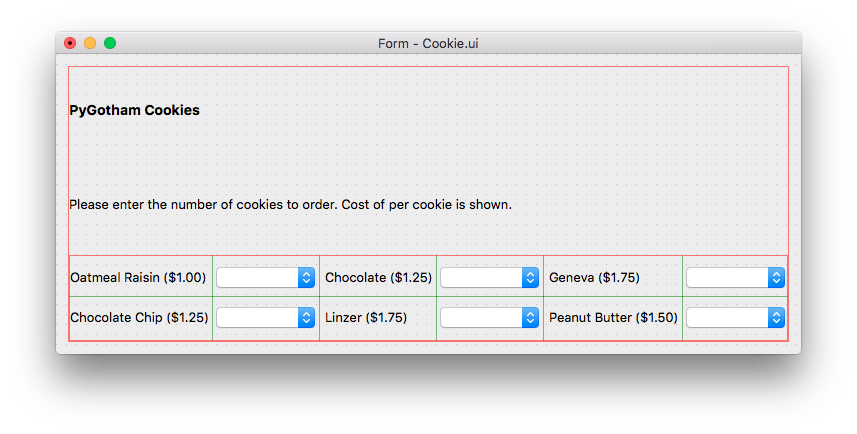 Form - Cookie.ui
PyGotham Cookies
Please enter the number of cookies to order. Cost of per cookie is shown.
Oatmeal Raisin ($1.00) Chocolate ($1.25) Geneva ($1.75)
Chocolate Chip ($1.25) Linzer ($1.75) Peanut Butter ($1.50)